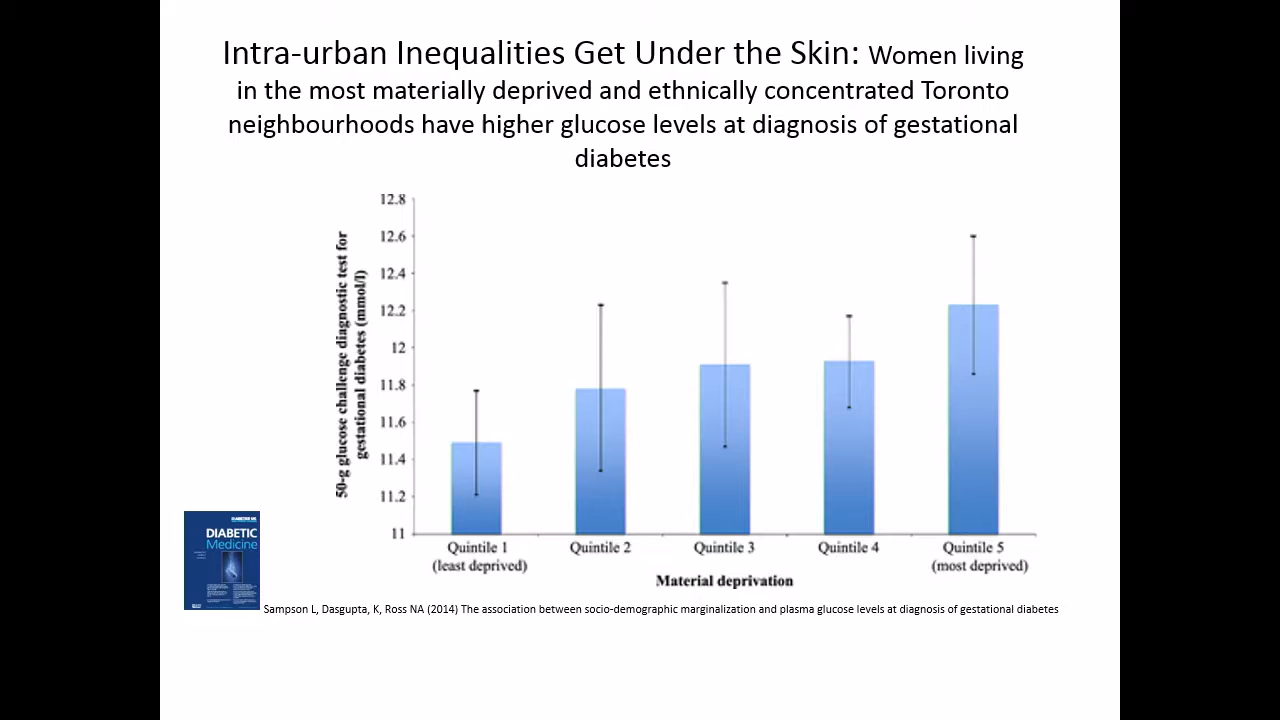 Intra-urban Inequalities Get Under the Skin: Women living
in the most materially deprived and ethnically concentrated Toronto
neighbourhoods have higher glucose levels at diagnosis of gestational
diabetes
50-g glucose challenge diagnostic test for
gestational diabetes (mmol/l)
12.8
12.6
12.4
12.2
12
11.8
11.6
11.4
11.2
11
Quintile 1
(least deprived)
Quintile 2
Quintile 3
Quintile 4
Quintile 5
(most deprived)
Material deprivation
DIABETIC
Medicine
Sampson L, Dasgupta, K, Ross NA (2014) The association between socio-demographic marginalization and plasma glucose levels at diagnosis of gestational diabetes